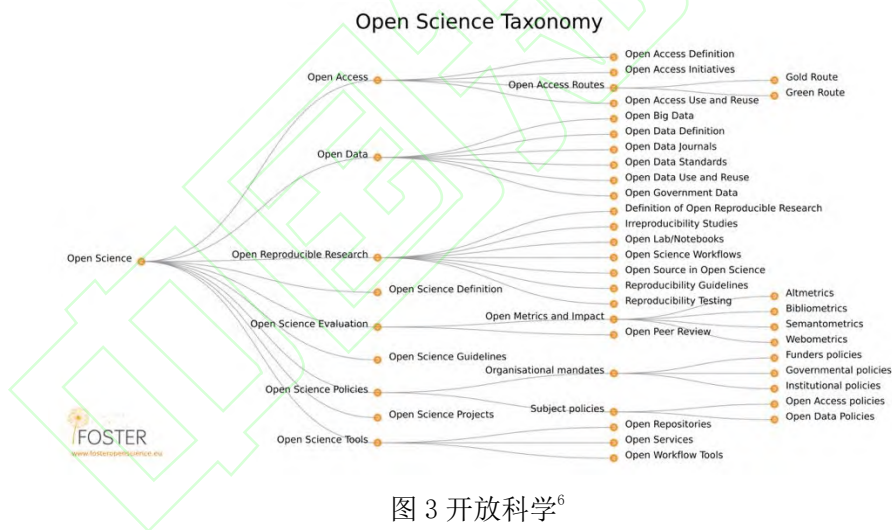 Open Science Taxonomy
Open Access Definition
Open Access Initiatives
Open Access
Open Access Routes
Gold Route
Green Route
Open Access Use and Reuse
Open Big Data
Open Data Definition
Open Data Journals
Open Data
Open Data Standards
Open Data Use and Reuse
Open Government Data
Definition of Open Reproducible Research
Irreproducibility Studies
Open Lab/Notebooks
Open Science
Open Reproducible Research
Open Science Workflows
Open Source in Open Science
Reproducibility Guidelines
Reproducibility Testing
Open Science Definition
Altmetrics
Bibliometrics
Open Science Evaluation
Open Metrics and Impact
Semantometrics
Open Peer Review
Webometrics
Open Science Guidelines
Funders policies
Organisational mandates
Governmental policies
Institutional policies
Open Science Policies
Open Access policies
Subject policies
Open Data Policies
Open Science Projects
Open Repositories
Open Science Tools
Open Services
Open Workflow Tools
FOSTER
www.fosteropenscience.eu
图 3 开放科学⁶